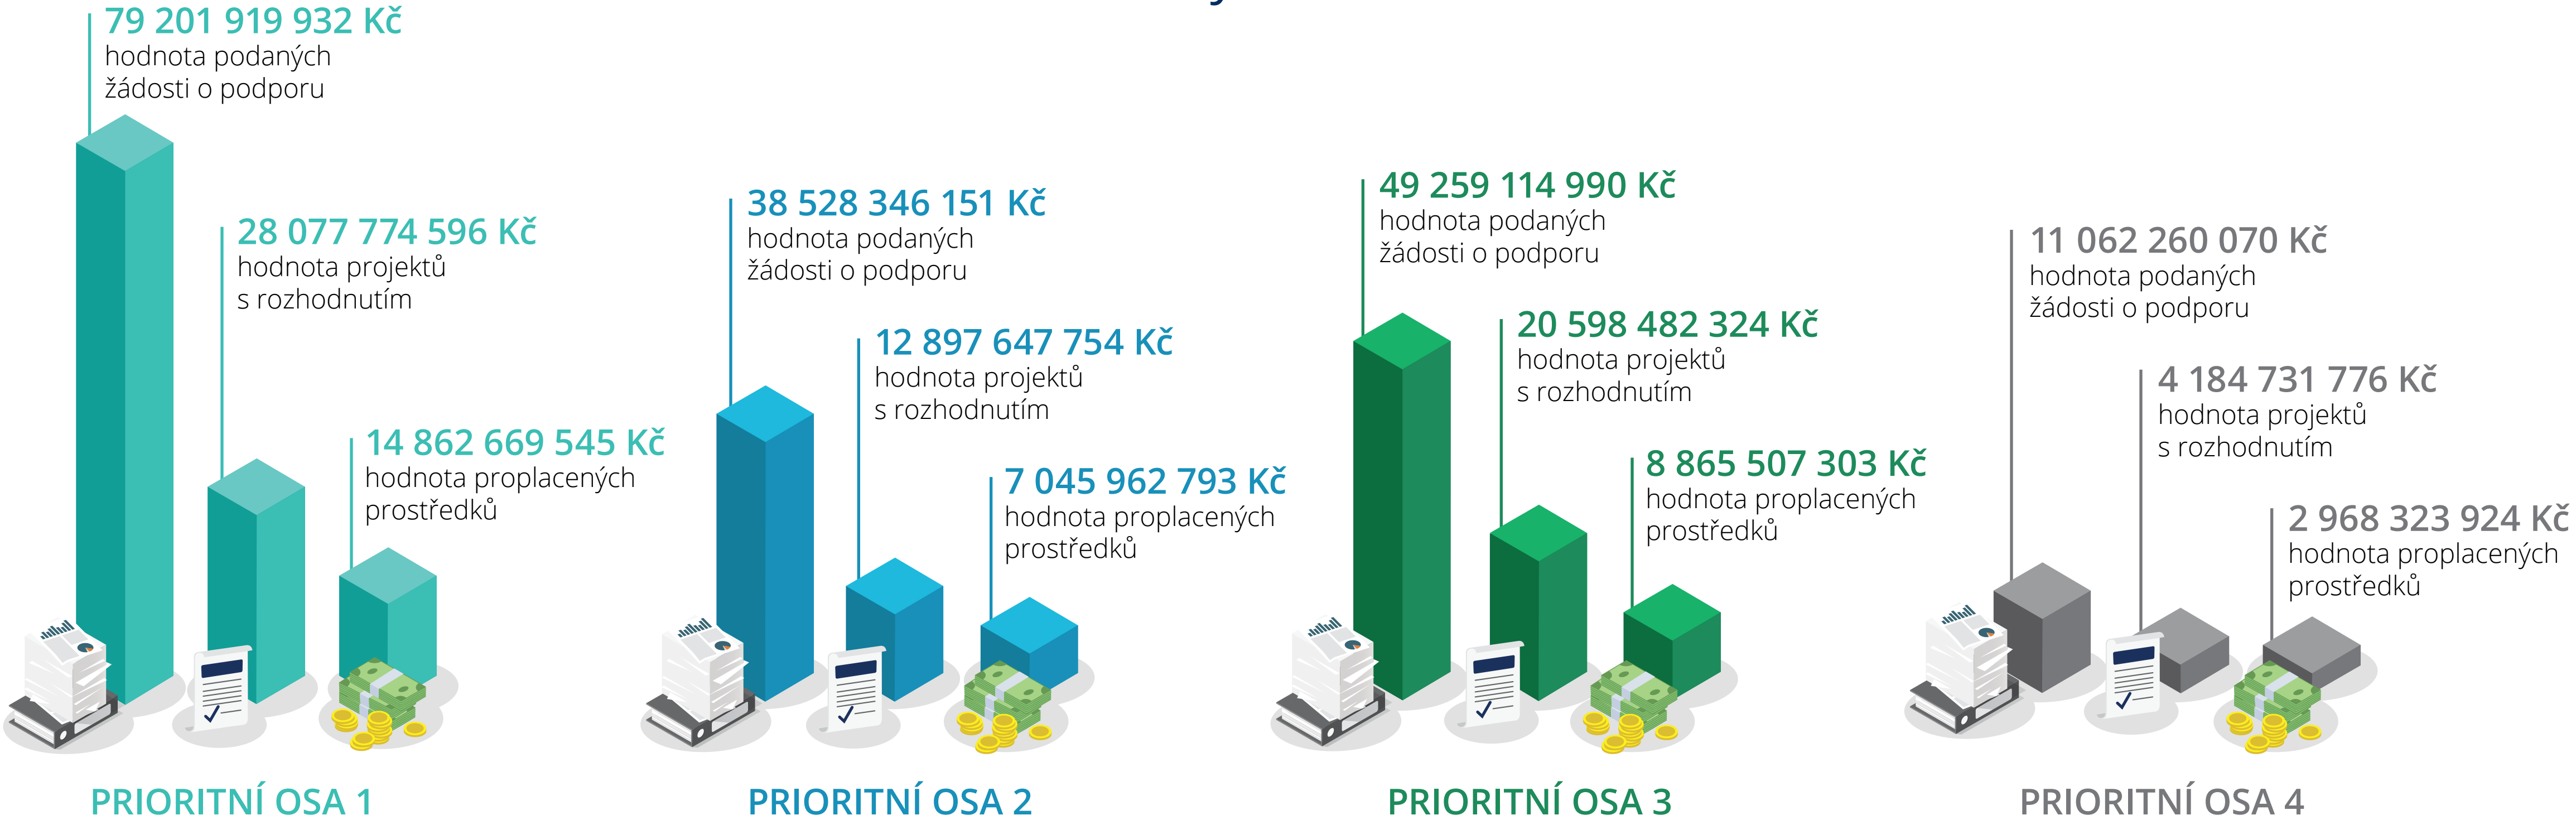 79 201 919 932 Kč
hodnota podaných
žádosti o podporu
28 077 774 596 Kč
hodnota projektů
s rozhodnutím
14 862 669 545 Kč
hodnota proplacených
prostředků
PRIORITNÍ OSA 1
38 528 346 151 Kč
hodnota podaných
žádosti o podporu
12 897 647 754 Kč
hodnota projektů
s rozhodnutím
7 045 962 793 Kč
hodnota proplacených
prostředků
PRIORITNÍ OSA 2
49 259 114 990 Kč
hodnota podaných
žádosti o podporu
20 598 482 324 Kč
hodnota projektů
s rozhodnutím
8 865 507 303 Kč
hodnota proplacených
prostředků
PRIORITNÍ OSA 3
11 062 260 070 Kč
hodnota podaných
žádosti o podporu
4 184 731 776 Kč
hodnota projektů
s rozhodnutím
2 968 323 924 Kč
hodnota proplacených
prostředků
PRIORITNÍ OSA 4